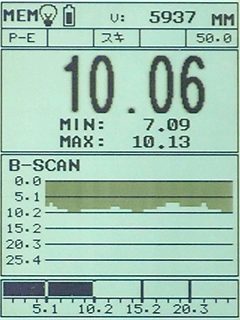 MEM V: 5937 MM
P-E スキ 50.0
10.06
MIN: 7.09
MAX: 10.13
B-SCAN
0.0
5.1
10.2
15.2
20.3
25.4
5.1 10.2 15.2 20.3